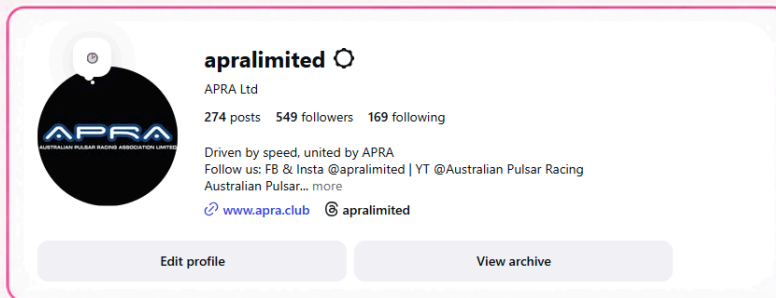 apralimited
APRA Ltd
274 posts 549 followers 169 following
APRA
AUSTRALIAN PULSAR RACING ASSOCIATION LIMITED
Driven by speed, united by APRA
Follow us: FB & Insta @apralimited | YT @Australian Pulsar Racing
Australian Pulsar... more
www.apra.club apralimited
Edit profile View archive